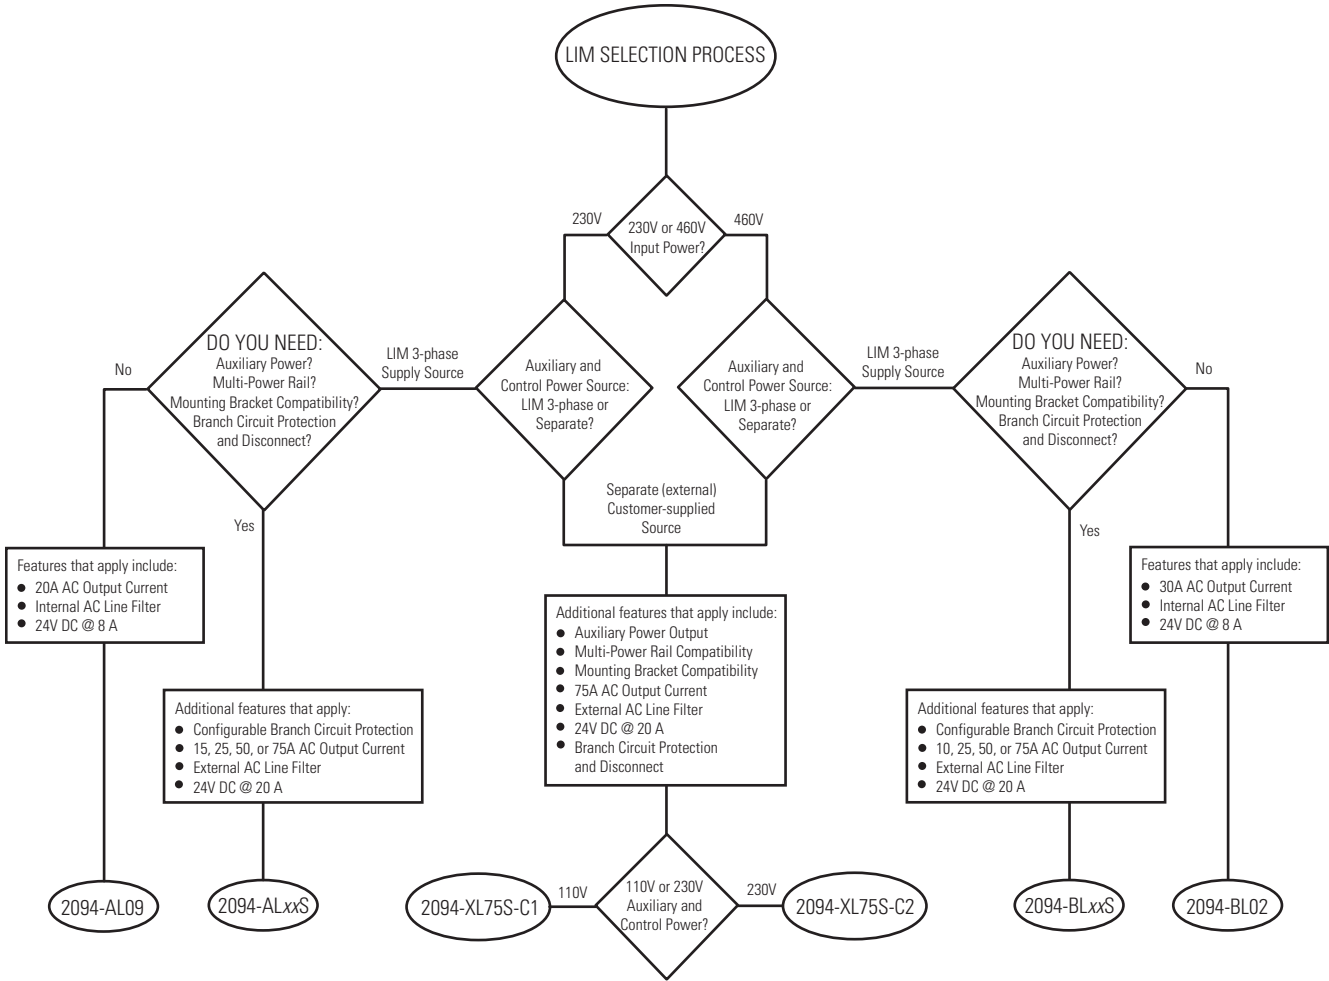 LIM SELECTION PROCESS
230V
230V or 460V
Input Power?
460V
DO YOU NEED:
Auxiliary Power?
Multi-Power Rail?
Mounting Bracket Compatibility?
Branch Circuit Protection
and Disconnect?
No
LIM 3-phase
Supply Source
Auxiliary and
Control Power Source:
LIM 3-phase or
Separate?
Auxiliary and
Control Power Source:
LIM 3-phase or
Separate?
LIM 3-phase
Supply Source
DO YOU NEED:
Auxiliary Power?
Multi-Power Rail?
Mounting Bracket Compatibility?
Branch Circuit Protection
and Disconnect?
No
Yes
Separate (external)
Customer-supplied
Source
Yes
Features that apply include:
● 20A AC Output Current
● Internal AC Line Filter
● 24V DC @ 8 A
Additional features that apply include:
● Auxiliary Power Output
● Multi-Power Rail Compatibility
● Mounting Bracket Compatibility
● 75A AC Output Current
● External AC Line Filter
● 24V DC @ 20 A
● Branch Circuit Protection
and Disconnect
Features that apply include:
● 30A AC Output Current
● Internal AC Line Filter
● 24V DC @ 8 A
Additional features that apply:
● Configurable Branch Circuit Protection
● 15, 25, 50, or 75A AC Output Current
● External AC Line Filter
● 24V DC @ 20 A
Additional features that apply:
● Configurable Branch Circuit Protection
● 10, 25, 50, or 75A AC Output Current
● External AC Line Filter
● 24V DC @ 20 A
2094-AL09
2094-ALxxS
2094-XL75S-C1
110V
110V or 230V
Auxiliary and
Control Power?
230V
2094-XL75S-C2
2094-BLxxS
2094-BL02